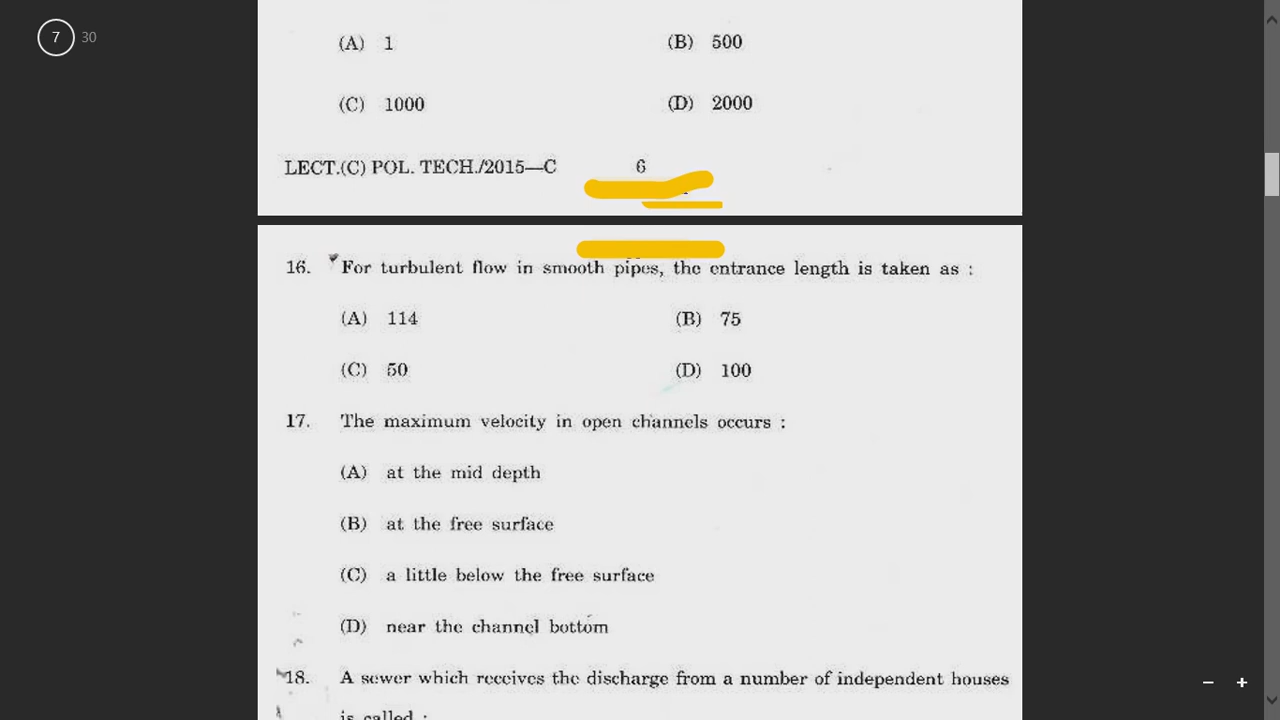 7 30
(A) 1 (B) 500
(C) 1000 (D) 2000
LECT.(C) POL. TECH./2015—C 6
16. For turbulent flow in smooth pipes, the entrance length is taken as :
(A) 114 (B) 75
(C) 50 (D) 100
17. The maximum velocity in open channels occurs :
(A) at the mid depth
(B) at the free surface
(C) a little below the free surface
(D) near the channel bottom
18. A sewer which receives the discharge from a number of independent houses
is called :